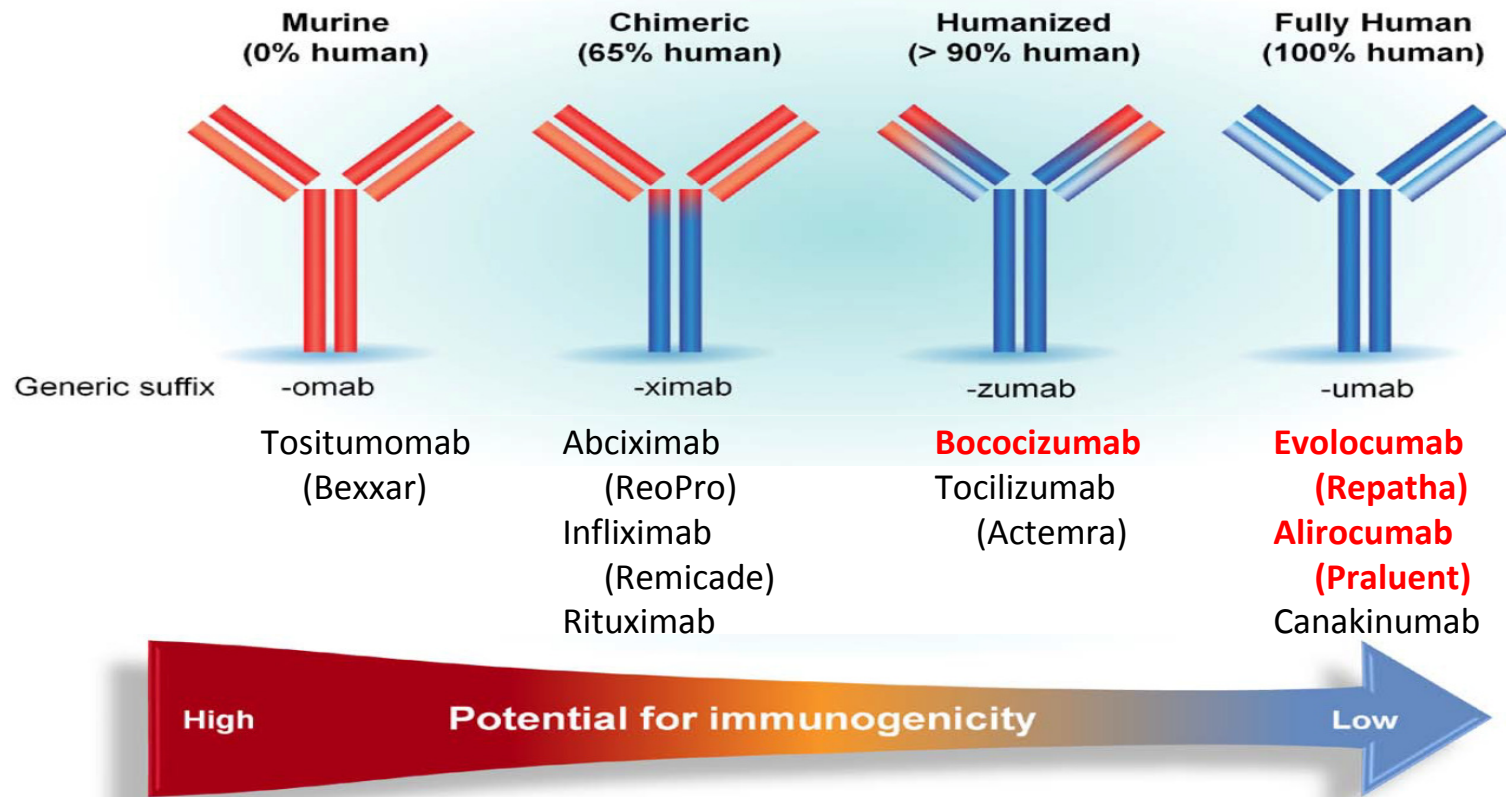 Murine
(0% human)
Chimeric
(65% human)
Humanized
(> 90% human)
Fully Human
(100% human)
Generic suffix -omab -ximab -zumab -umab
Tositumomab
(Bexxar)
Abciximab
(ReoPro)
Infliximab
(Remicade)
Rituximab
Bococizumab
Tocilizumab
(Actemra)
Evolocumab
(Repatha)
Alirocumab
(Praluent)
Canakinumab
High Potential for immunogenicity Low